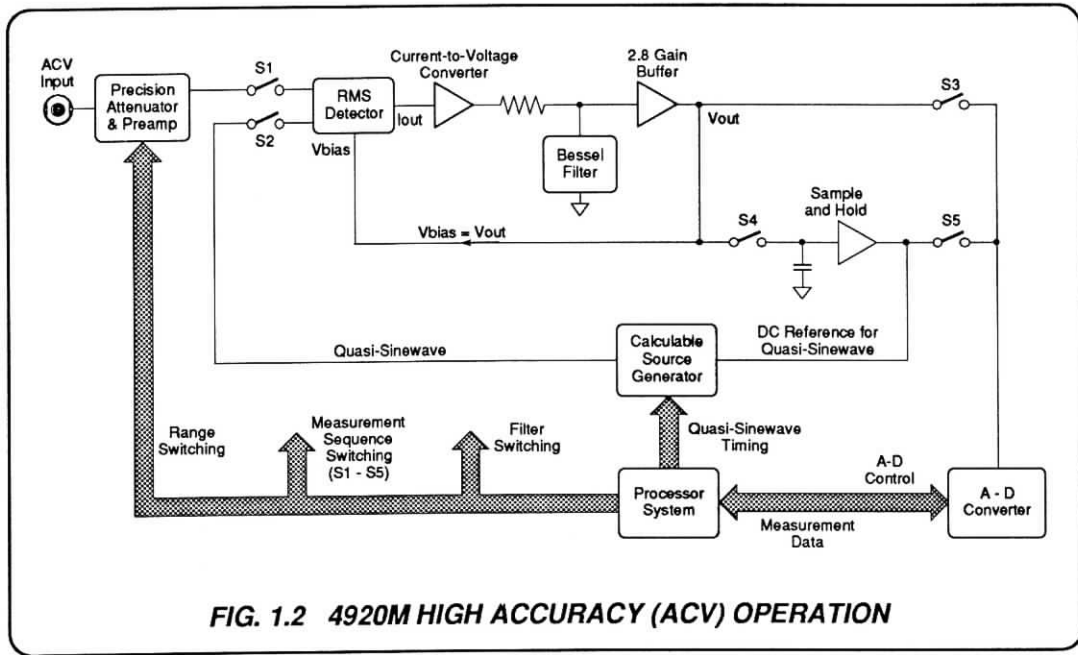 ACV
Input
Precision
Attenuator
& Preamp
S1
S2
RMS
Detector
Iout
Vbias
Current-to-Voltage
Converter
2.8 Gain
Buffer
Bessel
Filter
Vout
S3
Vbias = Vout
S4
Sample
and Hold
S5
Quasi-Sinewave
Calculable
Source
Generator
DC Reference for
Quasi-Sinewave
Range
Switching
Measurement
Sequence
Switching
(S1 - S5)
Filter
Switching
Quasi-Sinewave
Timing
Processor
System
A-D
Control
Measurement
Data
A - D
Converter
FIG. 1.2 4920M HIGH ACCURACY (ACV) OPERATION